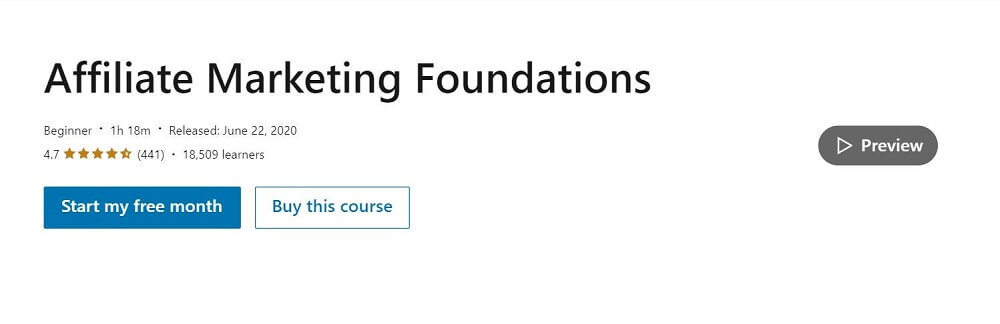 Affiliate Marketing Foundations
Beginner · 1h 18m · Released: June 22, 2020
4.7 (441) · 18,509 learners
Preview
Start my free month
Buy this course